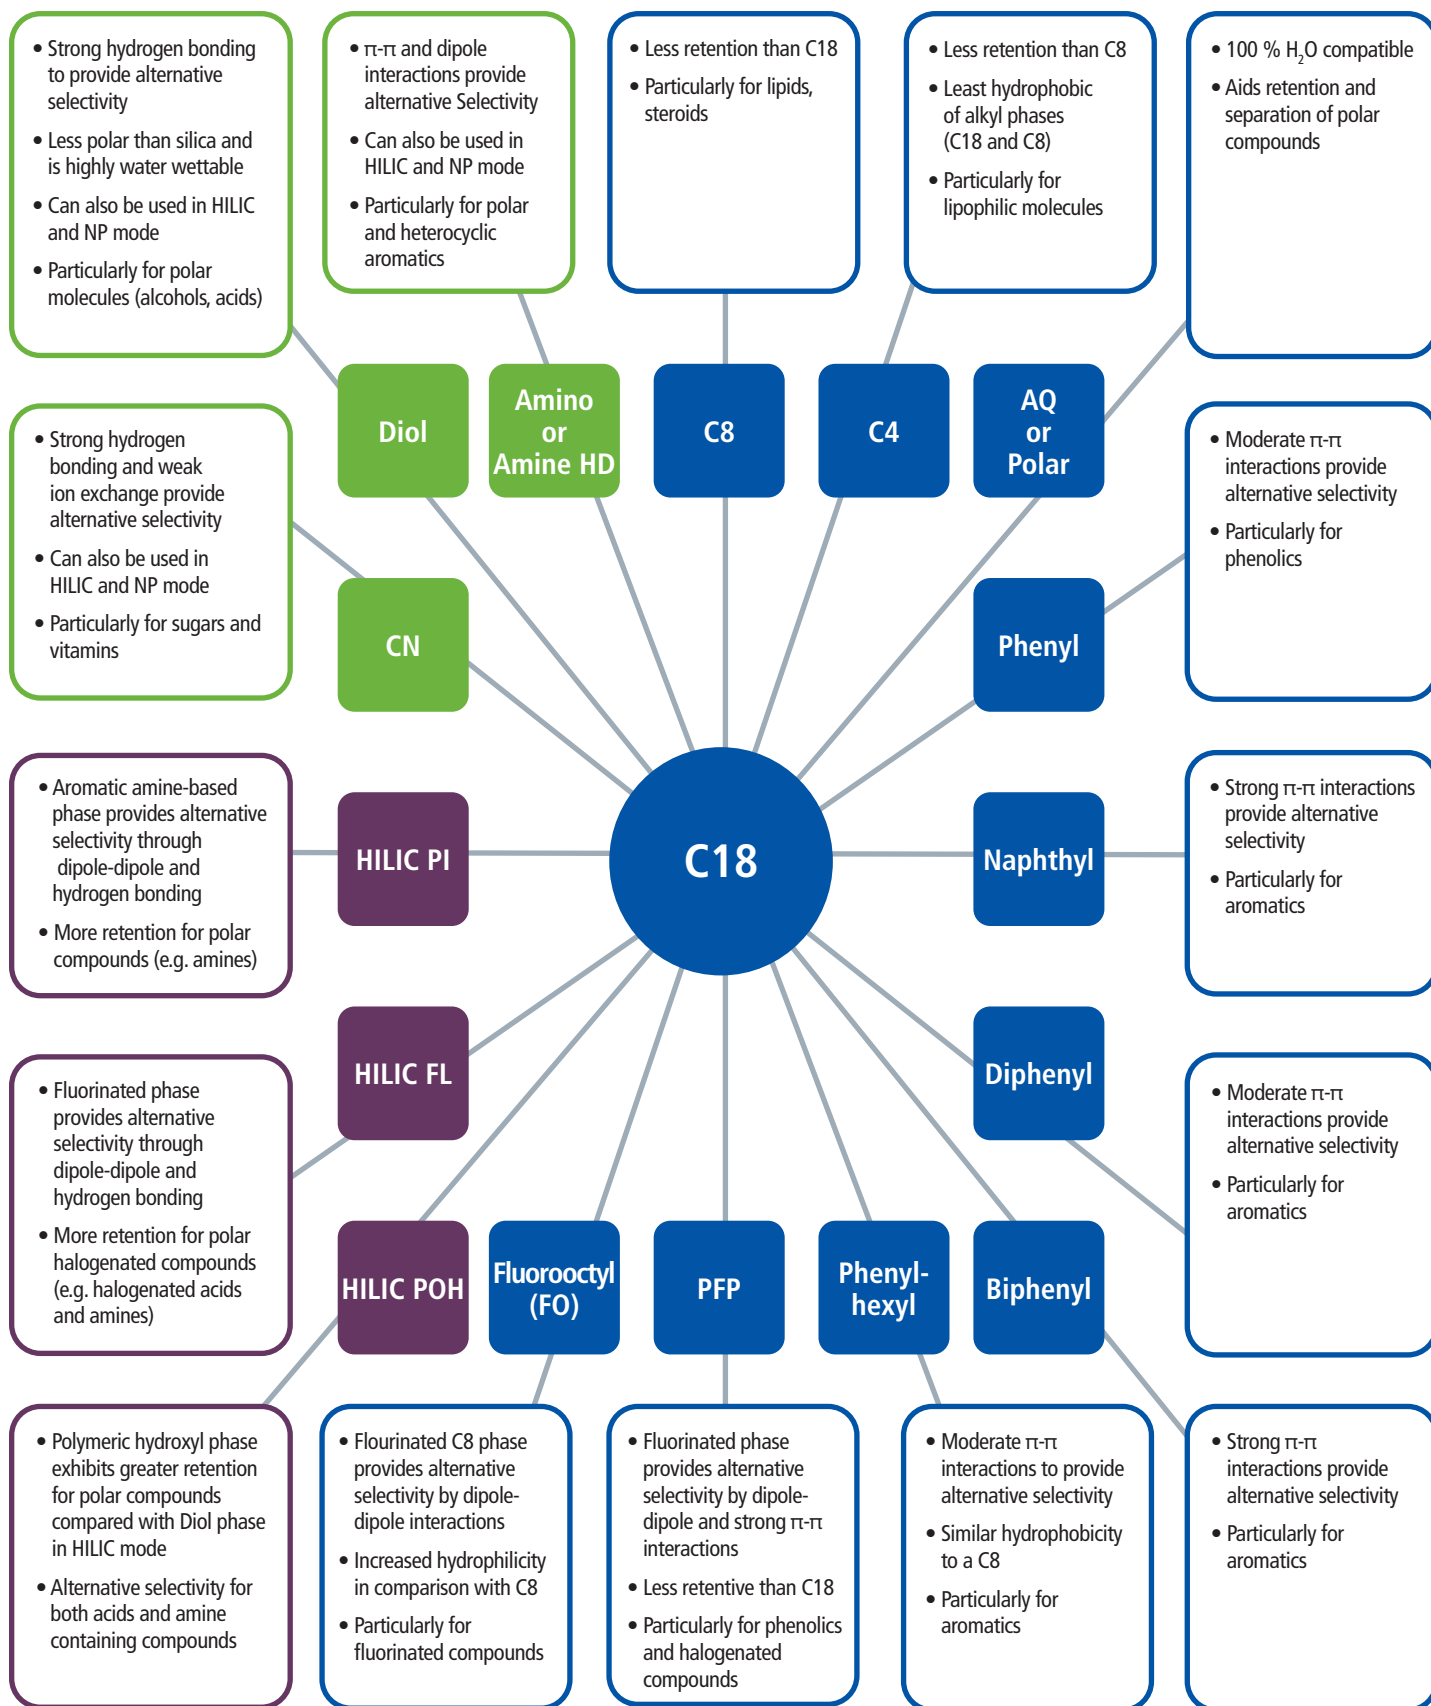 • Strong hydrogen bonding
to provide alternative
selectivity
• Less polar than silica and
is highly water wettable
• Can also be used in HILIC
and NP mode
• Particularly for polar
molecules (alcohols, acids)
• π-π and dipole
interactions provide
alternative Selectivity
• Can also be used in
HILIC and NP mode
• Particularly for polar
and heterocyclic
aromatics
• Less retention than C18
• Particularly for lipids,
steroids
• Less retention than C8
• Least hydrophobic
of alkyl phases
(C18 and C8)
• Particularly for
lipophilic molecules
• 100 % H₂O compatible
• Aids retention and
separation of polar
compounds
Diol
Amino
or
Amine HD
C8
C4
AQ
or
Polar
• Strong hydrogen
bonding and weak
ion exchange provide
alternative selectivity
• Can also be used in
HILIC and NP mode
• Particularly for sugars and
vitamins
CN
Phenyl
• Moderate π-π
interactions provide
alternative selectivity
• Particularly for
phenolics
• Aromatic amine-based
phase provides alternative
selectivity through
dipole-dipole and
hydrogen bonding
• More retention for polar
compounds (e.g. amines)
HILIC PI
C18
Naphthyl
• Strong π-π interactions
provide alternative
selectivity
• Particularly for
aromatics
• Fluorinated phase
provides alternative
selectivity through
dipole-dipole and
hydrogen bonding
• More retention for polar
halogenated compounds
(e.g. halogenated acids
and amines)
HILIC FL
Diphenyl
• Moderate π-π
interactions provide
alternative selectivity
• Particularly for
aromatics
HILIC POH
Fluorooctyl
(FO)
PFP
Phenyl-
hexyl
Biphenyl
• Polymeric hydroxyl phase
exhibits greater retention
for polar compounds
compared with Diol phase
in HILIC mode
• Alternative selectivity for
both acids and amine
containing compounds
• Flourinated C8 phase
provides alternative
selectivity by dipole-
dipole interactions
• Increased hydrophilicity
in comparison with C8
• Particularly for
fluorinated compounds
• Fluorinated phase
provides alternative
selectivity by dipole-
dipole and strong π-π
interactions
• Less retentive than C18
• Particularly for phenolics
and halogenated
compounds
• Moderate π-π
interactions to provide
alternative selectivity
• Similar hydrophobicity
to a C8
• Particularly for
aromatics
• Strong π-π
interactions provide
alternative selectivity
• Particularly for
aromatics